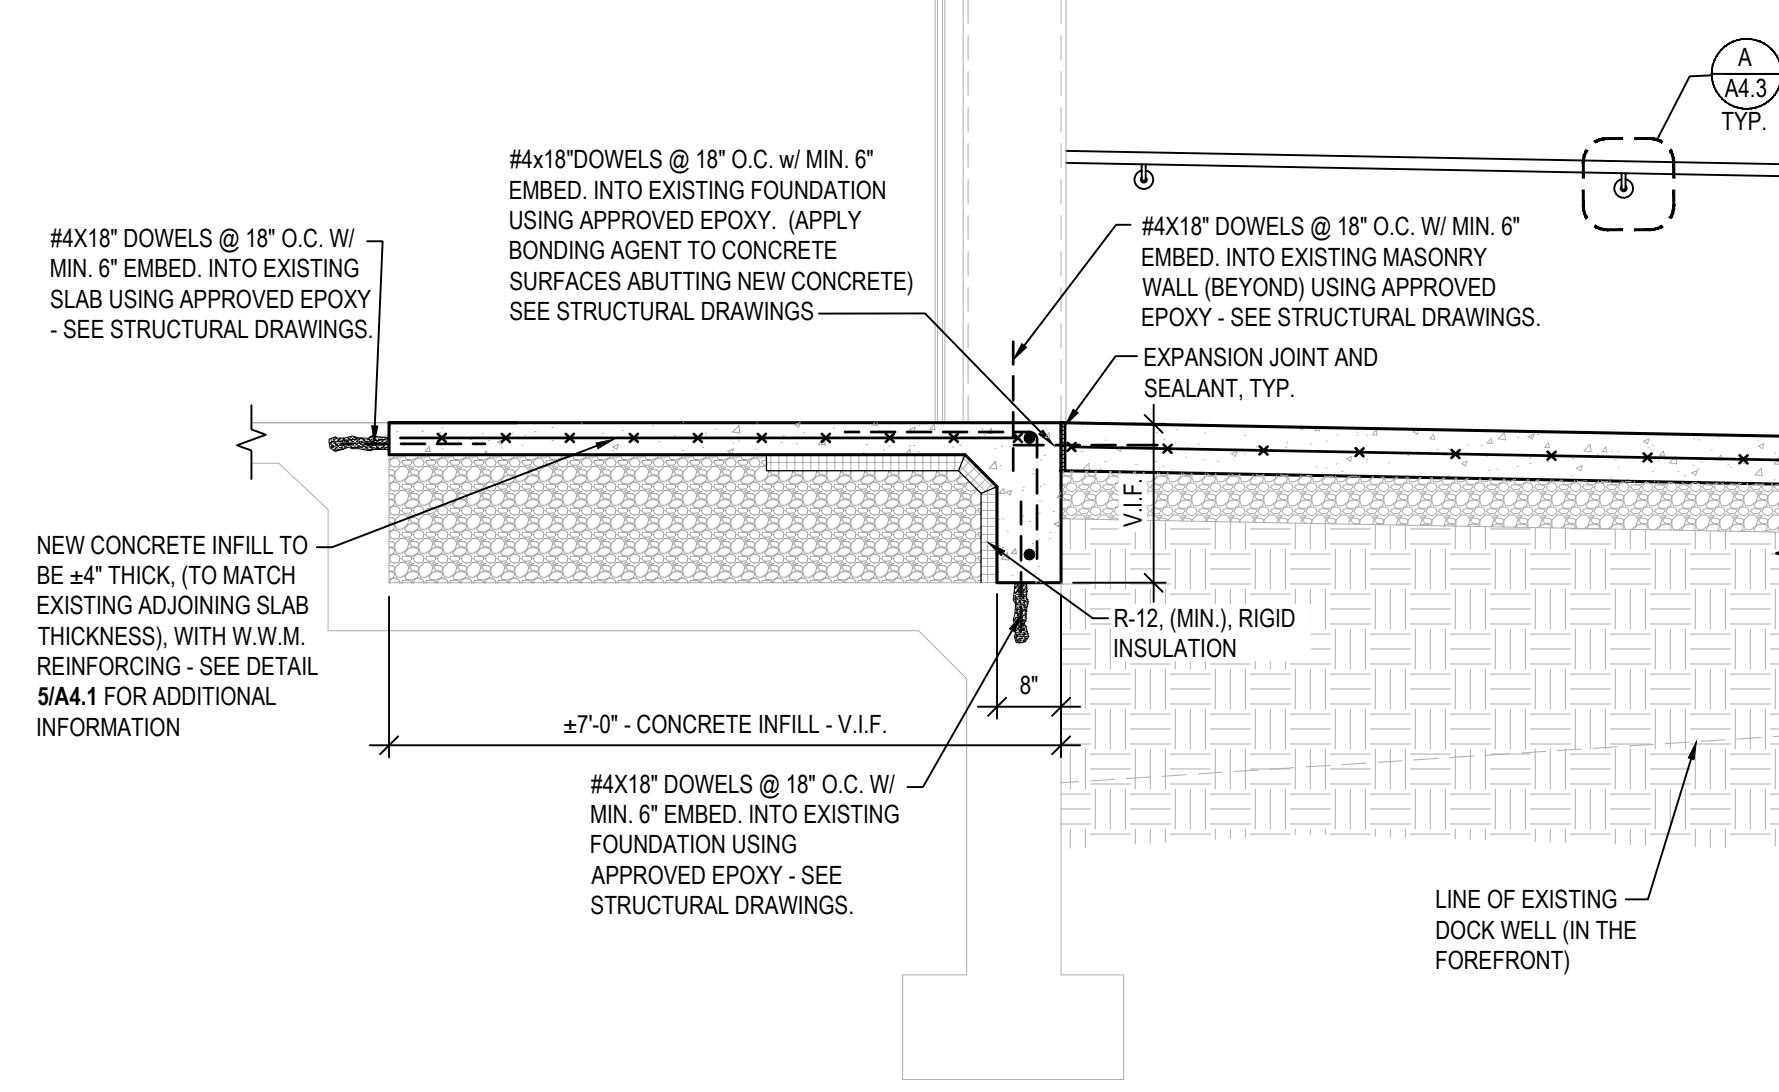 A
A4.3
TYP.
#4x18"DOWELS @ 18" O.C. w/ MIN. 6"
EMBED. INTO EXISTING FOUNDATION
USING APPROVED EPOXY.  (APPLY
BONDING AGENT TO CONCRETE
SURFACES ABUTTING NEW CONCRETE)
SEE STRUCTURAL DRAWINGS
#4X18" DOWELS @ 18" O.C. W/
MIN. 6" EMBED. INTO EXISTING
SLAB USING APPROVED EPOXY
- SEE STRUCTURAL DRAWINGS.
#4X18" DOWELS @ 18" O.C. W/ MIN. 6"
EMBED. INTO EXISTING MASONRY
WALL (BEYOND) USING APPROVED
EPOXY - SEE STRUCTURAL DRAWINGS.
EXPANSION JOINT AND
SEALANT, TYP.
V.I.F.
NEW CONCRETE INFILL TO
BE ±4" THICK, (TO MATCH
EXISTING ADJOINING SLAB
THICKNESS), WITH W.W.M.
REINFORCING - SEE DETAIL
5/A4.1 FOR ADDITIONAL
INFORMATION
R-12, (MIN.), RIGID
INSULATION
8"
±7'-0" - CONCRETE INFILL - V.I.F.
#4X18" DOWELS @ 18" O.C. W/
MIN. 6" EMBED. INTO EXISTING
FOUNDATION USING
APPROVED EPOXY - SEE
STRUCTURAL DRAWINGS.
LINE OF EXISTING
DOCK WELL (IN THE
FOREFRONT)